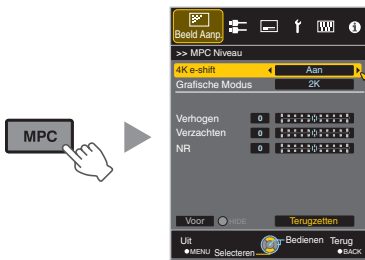 MPC
Beeld Aanp.
>> MPC Niveau
4K e-shift Aan
Grafische Modus 2K
Verhogen 0
Verzachten 0
NR 0
Voor HIDE Terugzetten
Uit Bedienen Terug
MENU Selecteren BACK